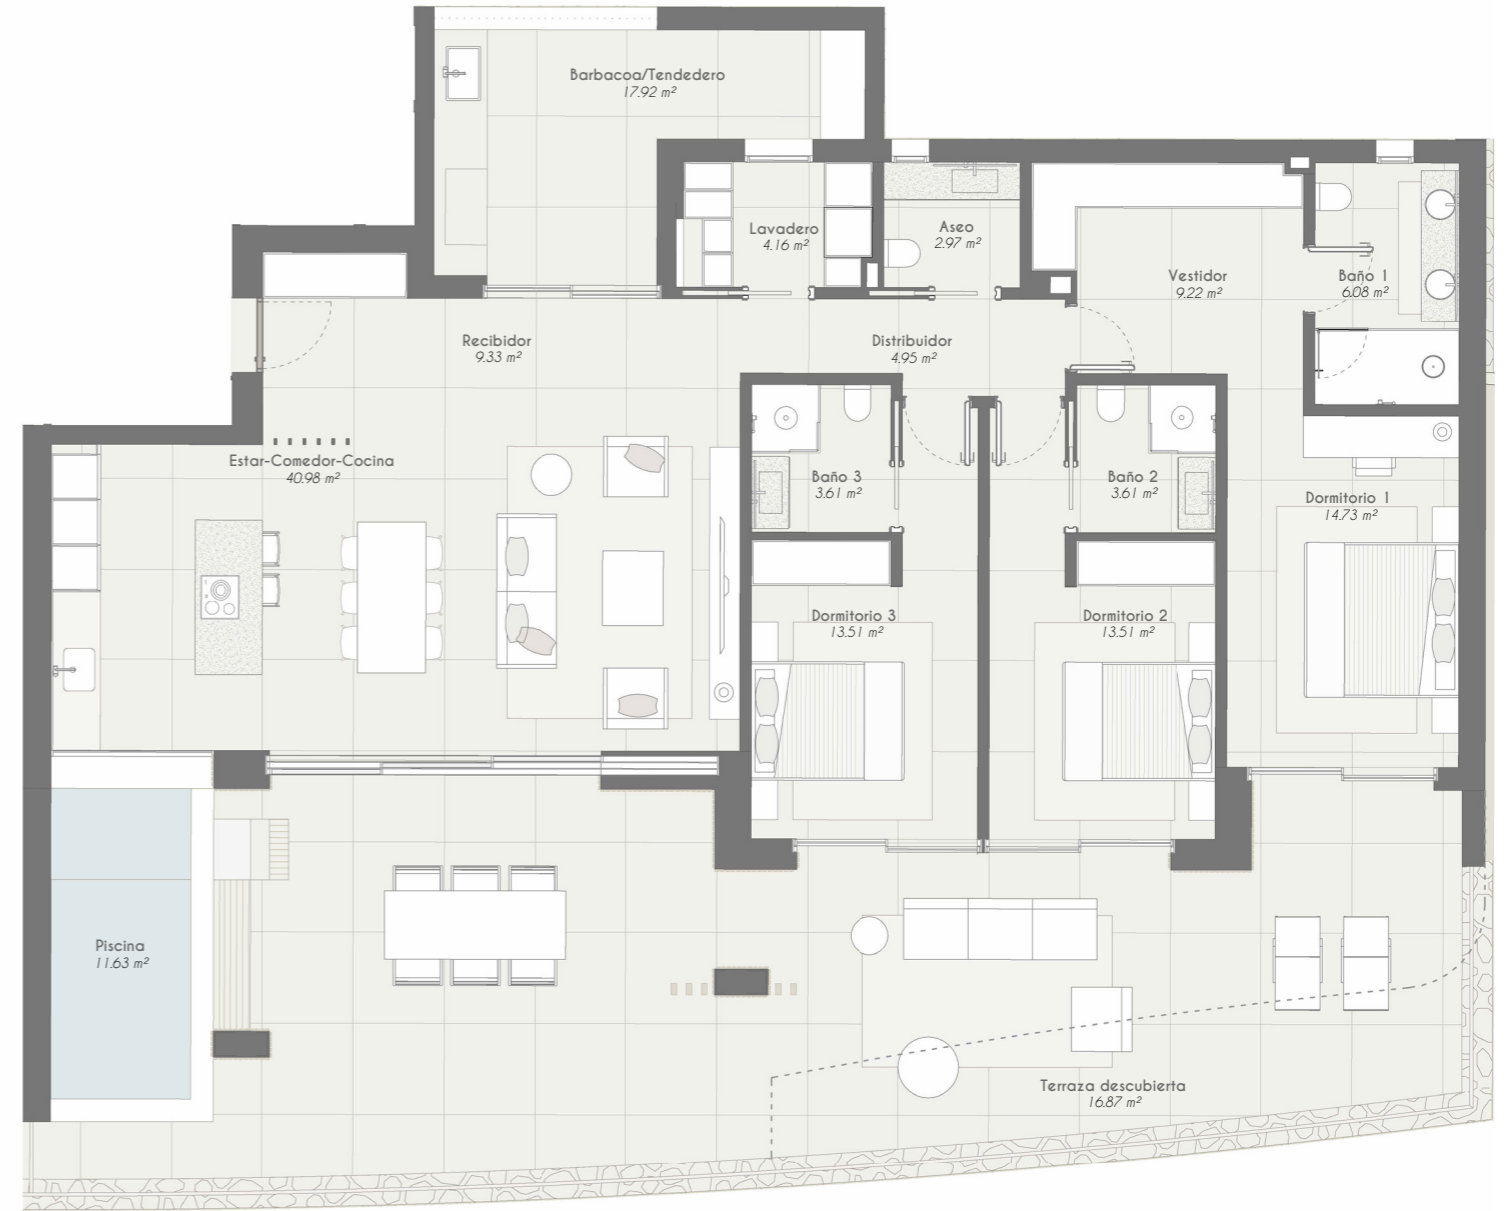 Barbacoa/Tendedero
17.92 m²
Lavadero
4.16 m²
Aseo
2.97 m²
Vestidor
9.22 m²
Baño 1
6.08 m²
Recibidor
9.33 m²
Distribuidor
4.95 m²
Estar-Comedor-Cocina
40.98 m²
Baño 3
3.61 m²
Baño 2
3.61 m²
Dormitorio 1
14.73 m²
Dormitorio 3
13.51 m²
Dormitorio 2
13.51 m²
Piscina
11.63 m²
Terraza descubierta
16.87 m²